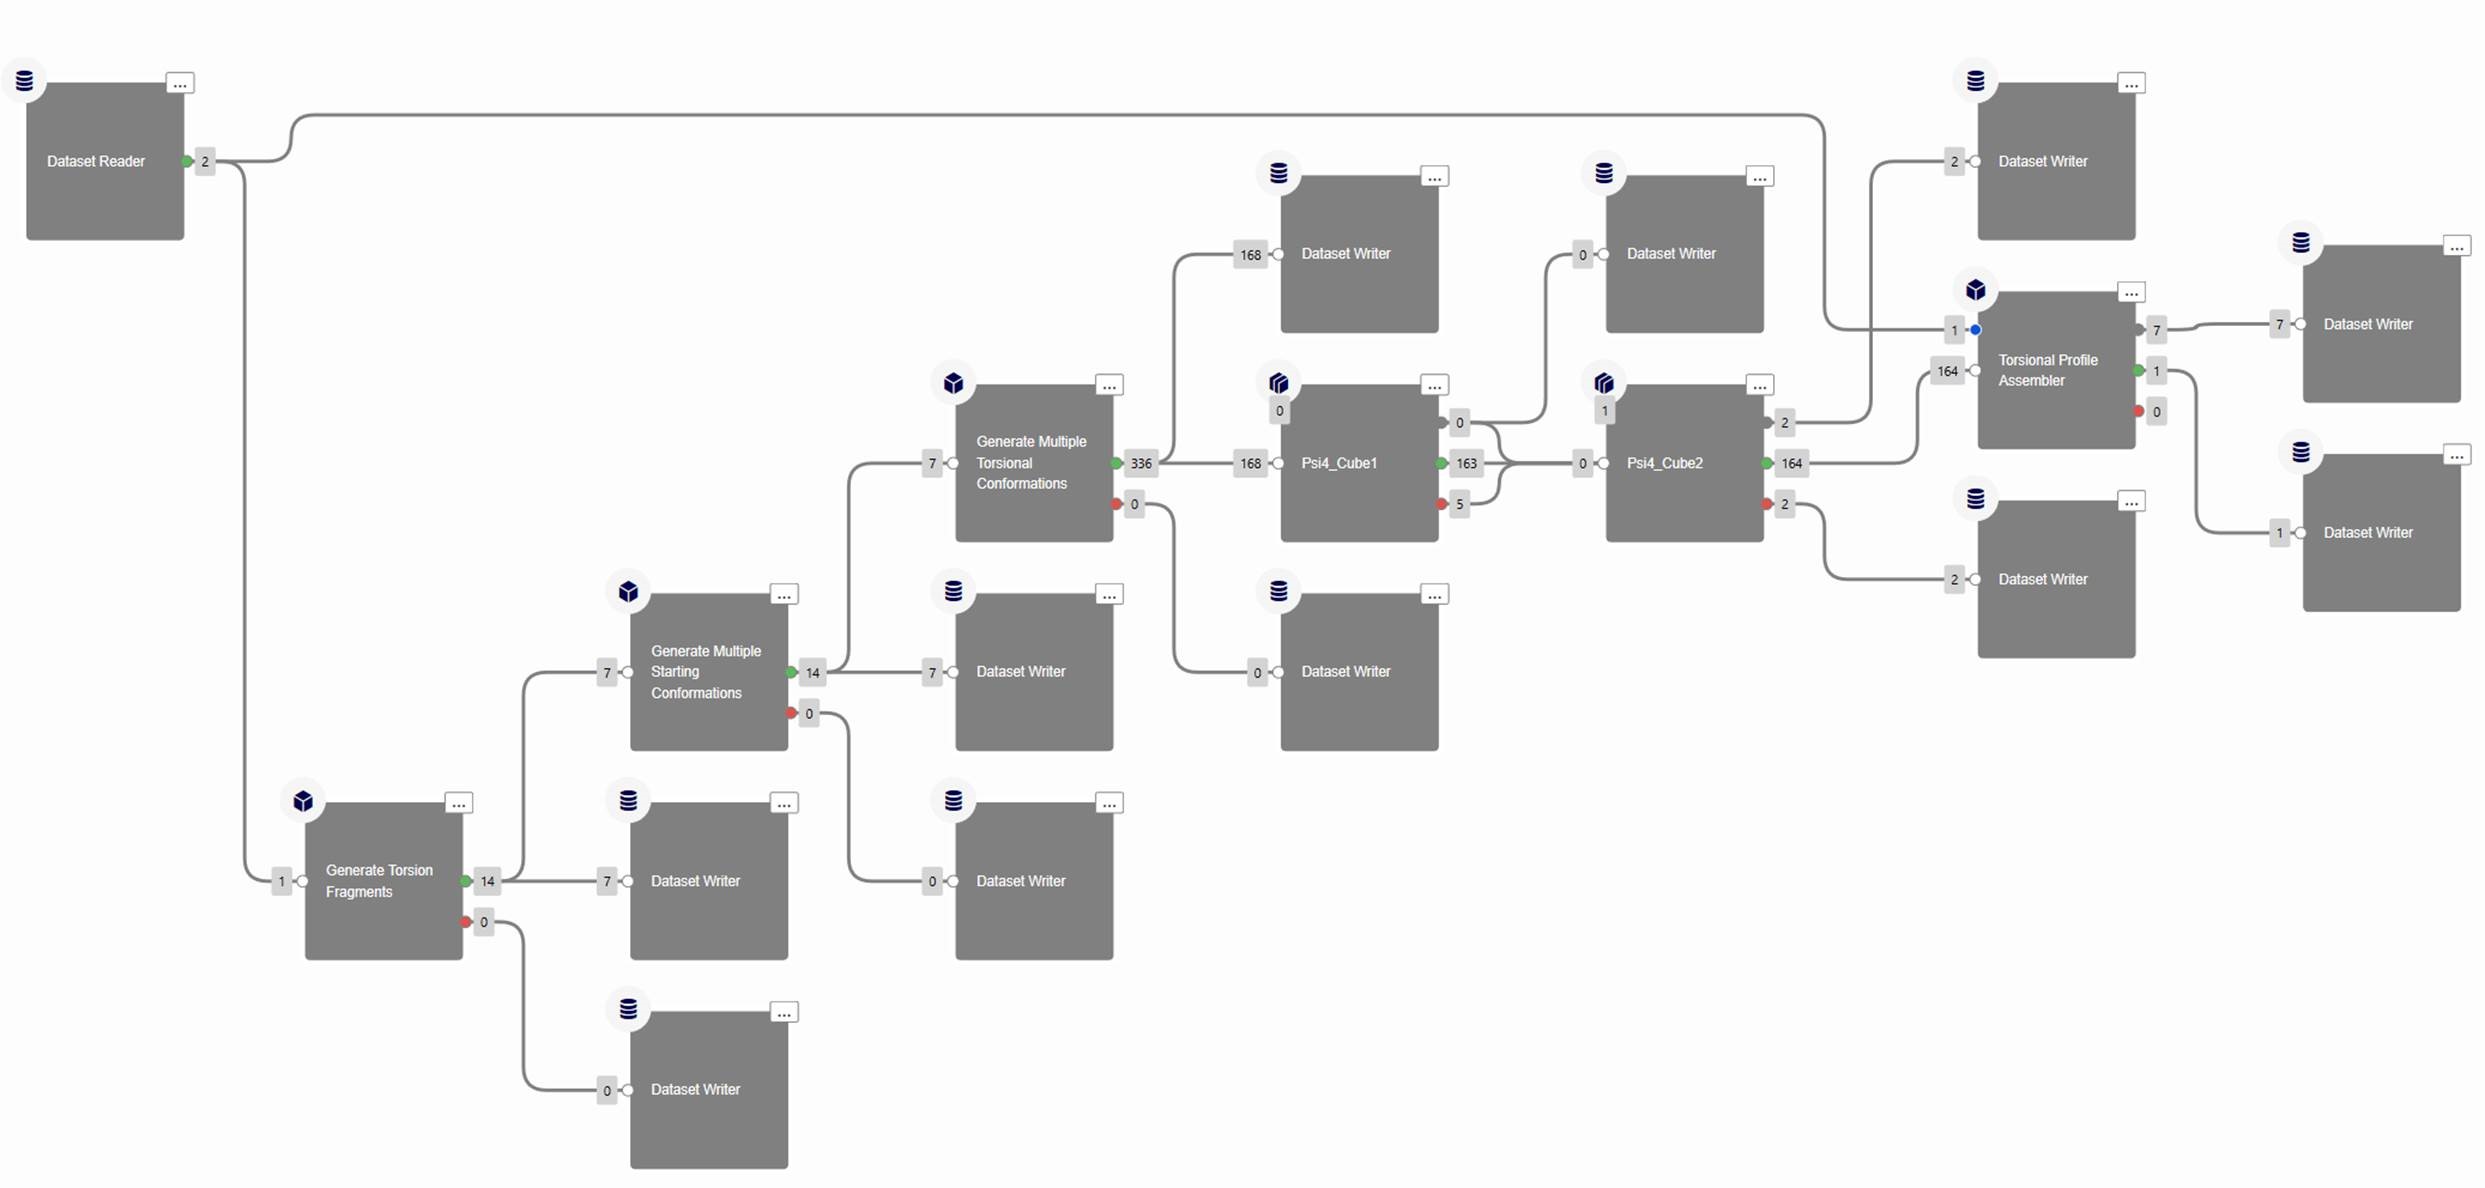 ...
...
Dataset Reader
2
2
Dataset Writer
...
...
168
Dataset Writer
0
Dataset Writer
...
7
Dataset Writer
...
1
7
Torsional Profile
Assembler
164
1
0
...
0
...
1
...
Generate Multiple
Torsional
Conformations
7
336
0
168
Psi4_Cube1
0
163
5
0
Psi4_Cube2
2
164
2
...
1
Dataset Writer
...
2
Dataset Writer
...
Generate Multiple
Starting
Conformations
7
14
0
...
7
Dataset Writer
...
0
Dataset Writer
...
1
Generate Torsion
Fragments
14
0
...
7
Dataset Writer
...
0
Dataset Writer
...
0
Dataset Writer